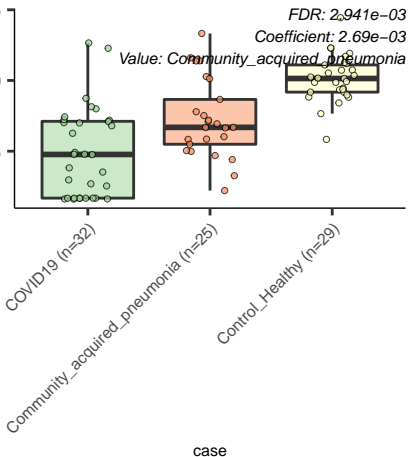 FDR: 2.941e−03
Coefficient: 2.69e−03
Value: Community_acquired_pneumonia
COVID19 (n=32)
Community_acquired_pneumonia (n=25)
Control_Healthy (n=29)
case